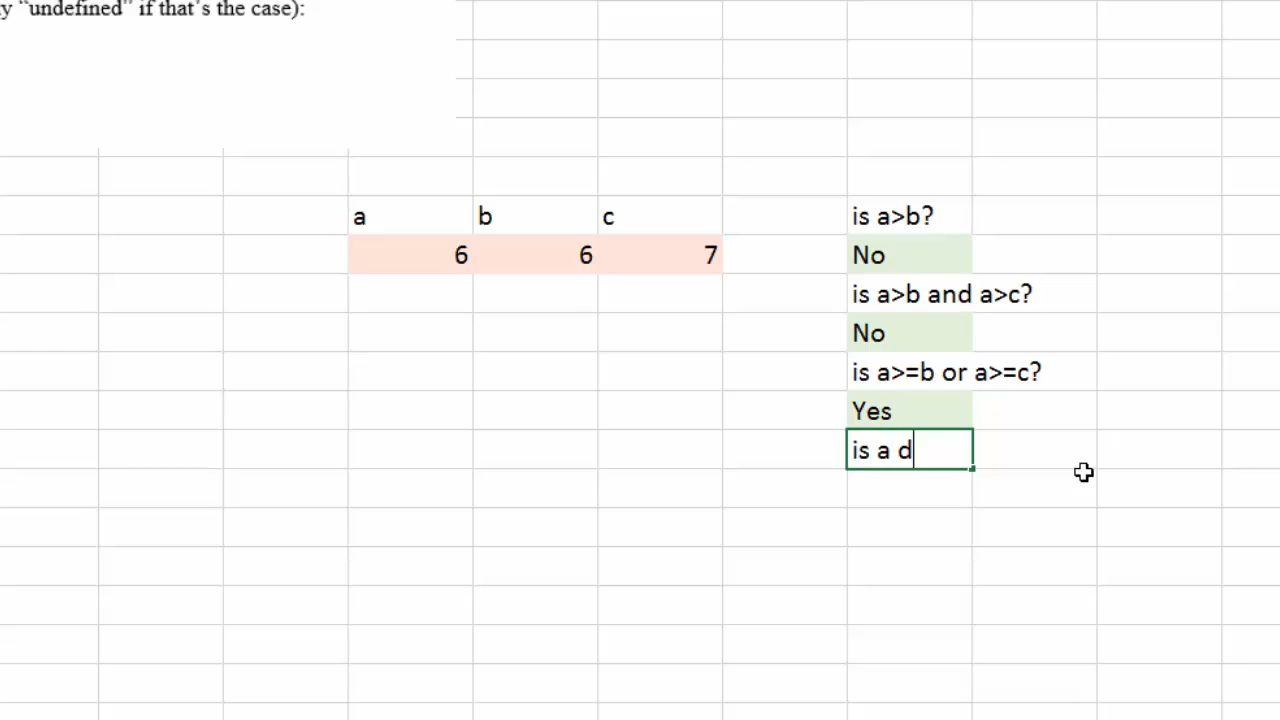 “undefined” if that's the case):
a b c is a>b?
6 6 7 No
is a>b and a>c?
No
is a>=b or a>=c?
Yes
is a d